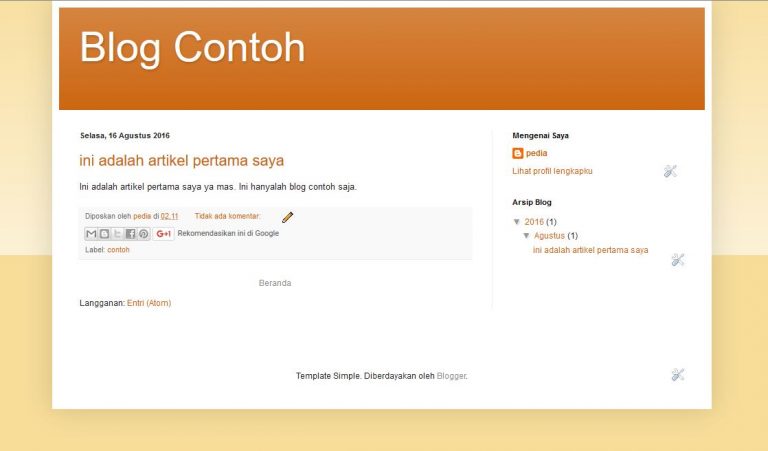 Blog Contoh
Selasa, 16 Agustus 2016
ini adalah artikel pertama saya
Ini adalah artikel pertama saya ya mas. Ini hanyalah blog contoh saja.
Diposkan oleh pedia di 02.11 Tidak ada komentar:
G+1 Rekomendasikan ini di Google
Label: contoh
Beranda
Langganan: Entri (Atom)
Mengenai Saya
pedia
Lihat profil lengkapku
Arsip Blog
▼ 2016 (1)
▼ Agustus (1)
ini adalah artikel pertama saya
Template Simple. Diberdayakan oleh Blogger.